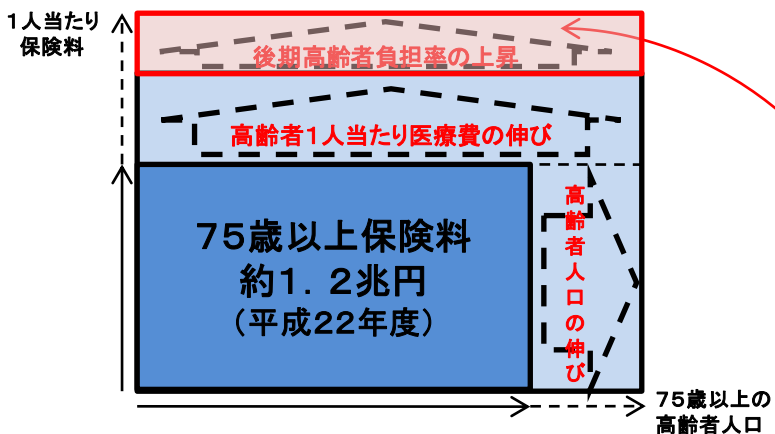 1人当たり
保険料
後期高齢者負担率の上昇
高齢者1人当たり医療費の伸び
75歳以上保険料
約1.2兆円
(平成22年度)
高齢者人口の伸び
75歳以上の
高齢者人口